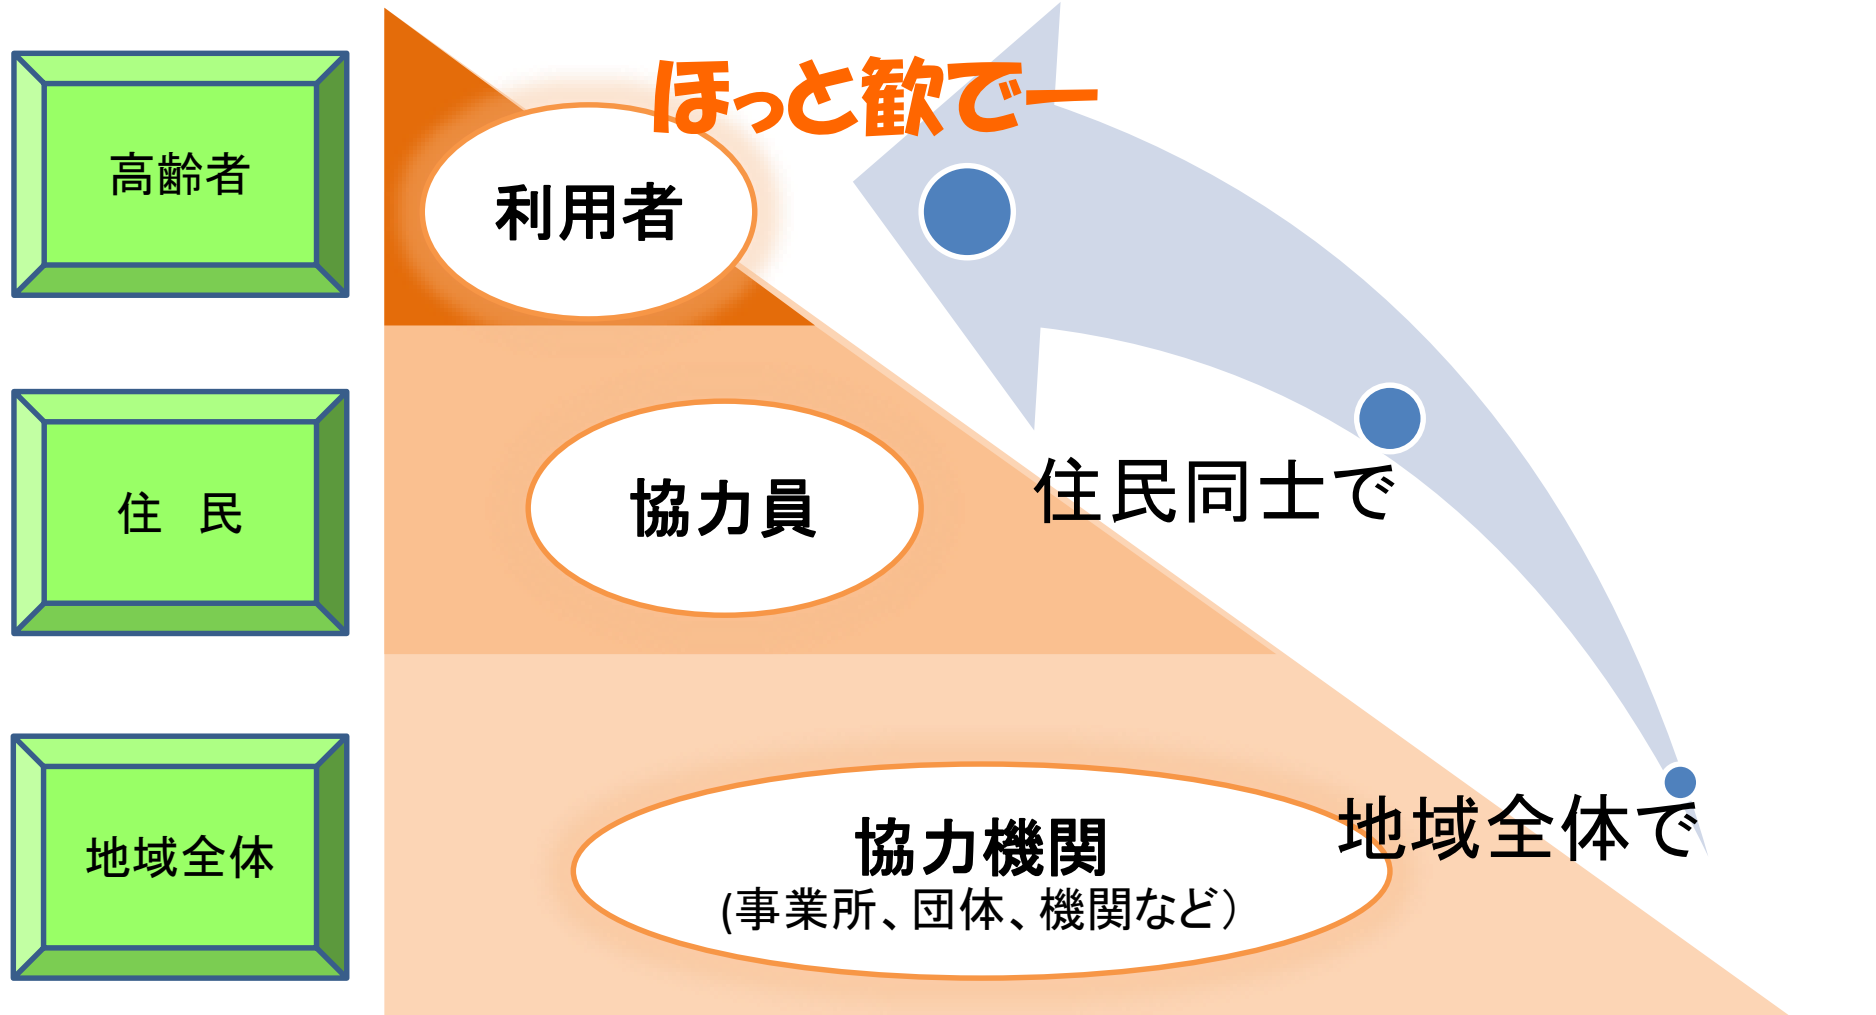 ほっと歓でー
高齢者
利用者
住　民
協力員
住民同士で
地域全体
協力機関
(事業所、団体、機関など）
地域全体で